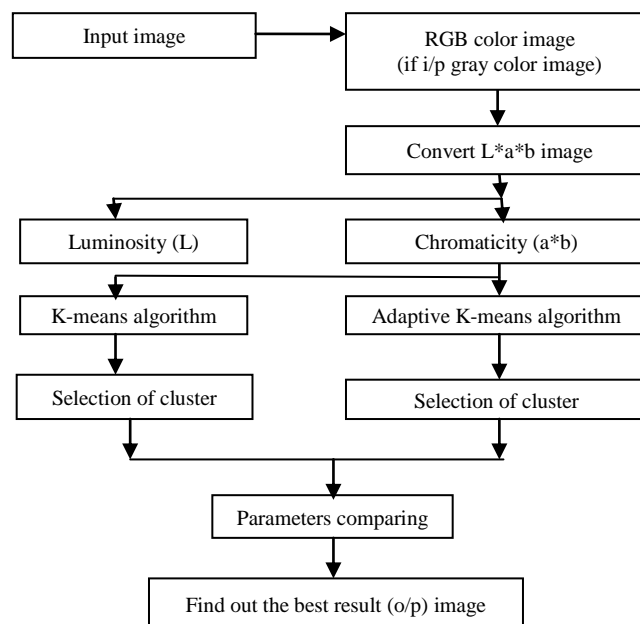 Input image
RGB color image
(if i/p gray color image)
Convert L*a*b image
Luminosity (L)
Chromaticity (a*b)
K-means algorithm
Adaptive K-means algorithm
Selection of cluster
Selection of cluster
Parameters comparing
Find out the best result (o/p) image